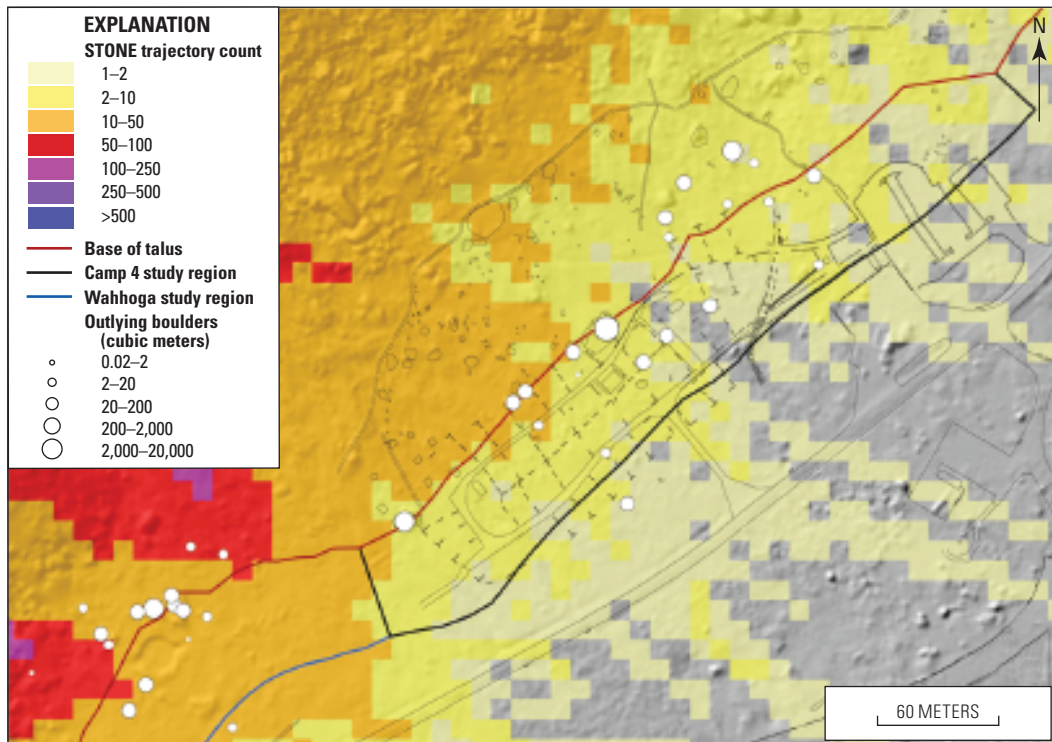 EXPLANATION
STONE trajectory count
1–2
2–10
10–50
50–100
100–250
250–500
>500
Base of talus
Camp 4 study region
Wahhoga study region
Outlying boulders
(cubic meters)
0.02–2
2–20
20–200
200–2,000
2,000–20,000
N
60 METERS